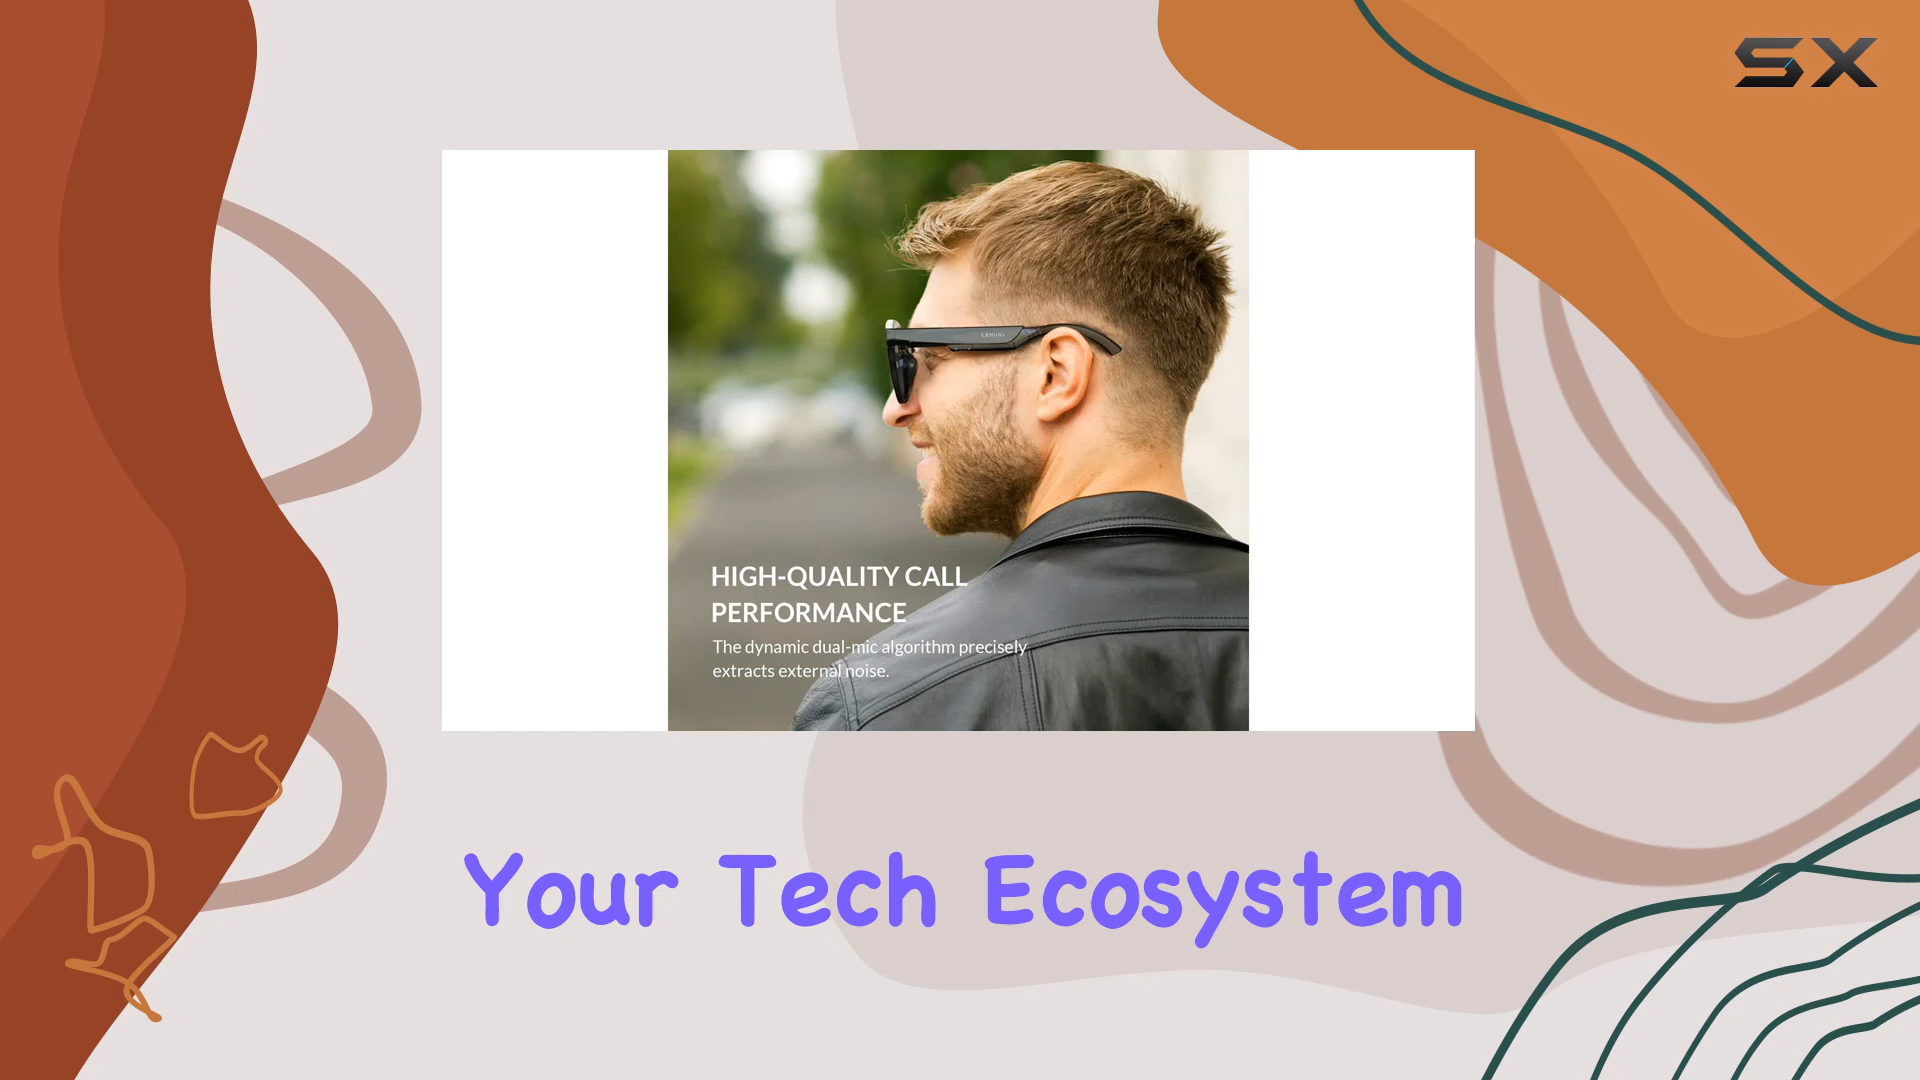 SX
HIGH-QUALITY CALL
PERFORMANCE
The dynamic dual-mic algorithm precisely
extracts external noise.
Your Tech Ecosystem